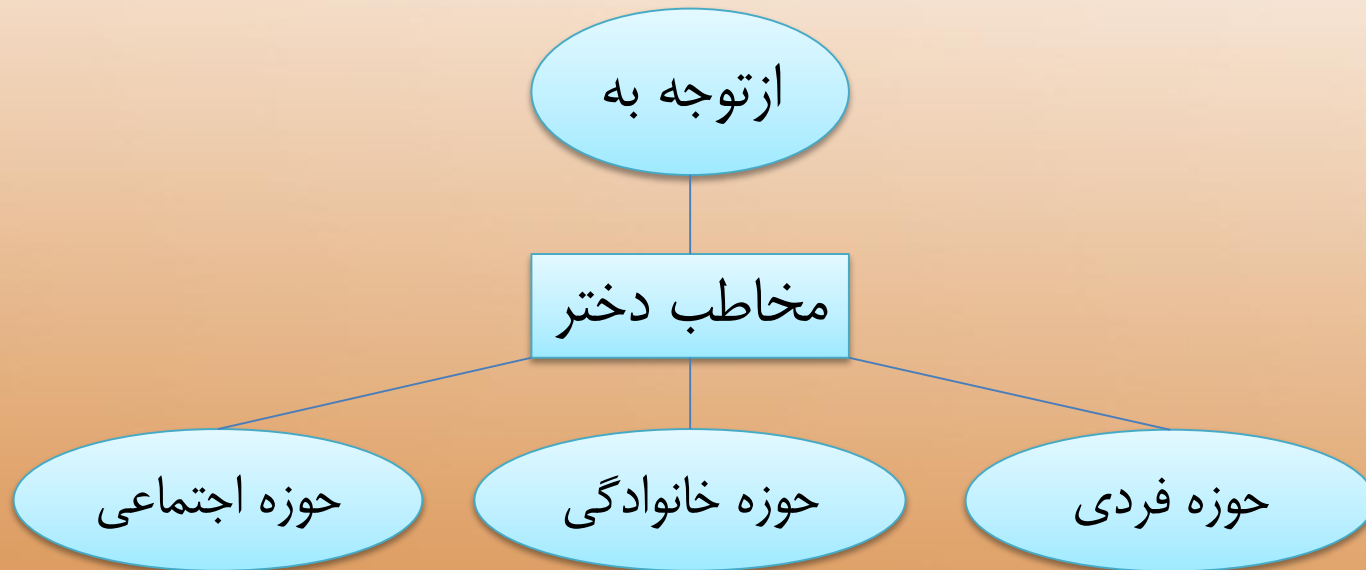 ازتوجه به
مخاطب دختر
حوزه فردی
حوزه خانوادگی
حوزه اجتماعی